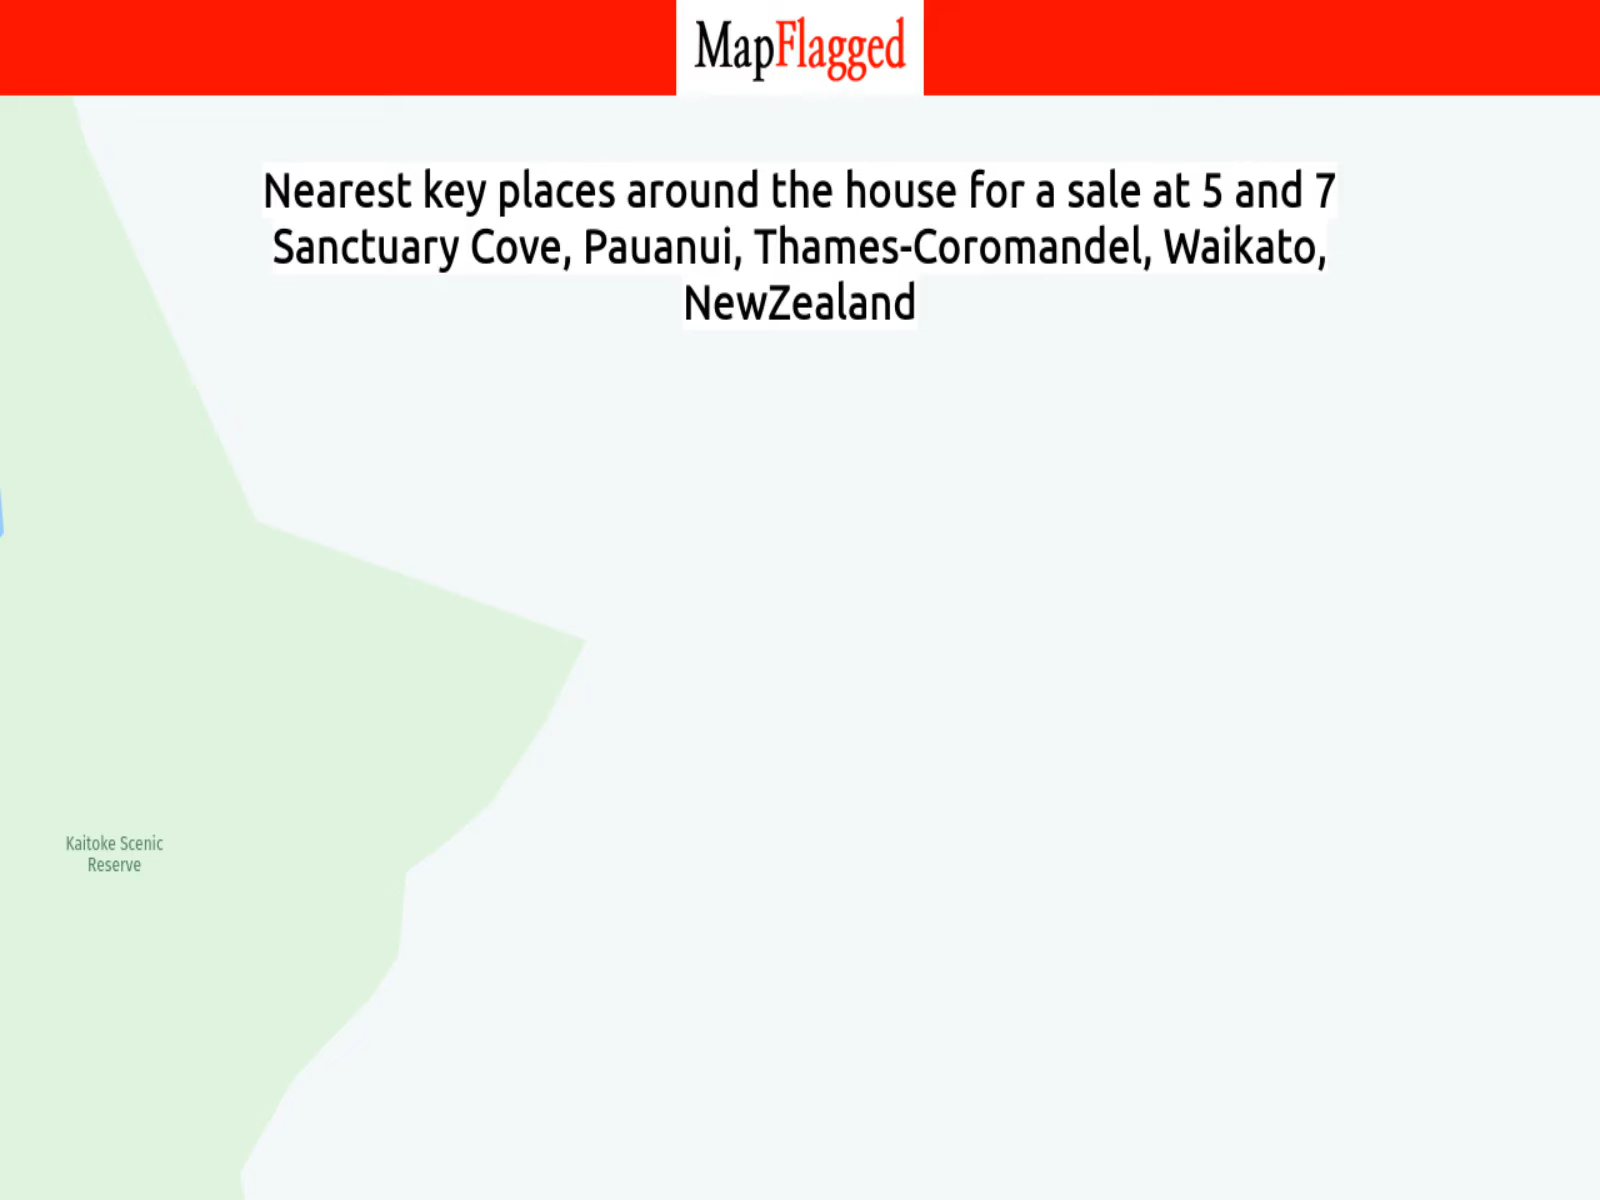 MapFlagged
Nearest key places around the house for a sale at 5 and 7
Sanctuary Cove, Pauanui, Thames-Coromandel, Waikato,
NewZealand
Kaitoke Scenic
Reserve